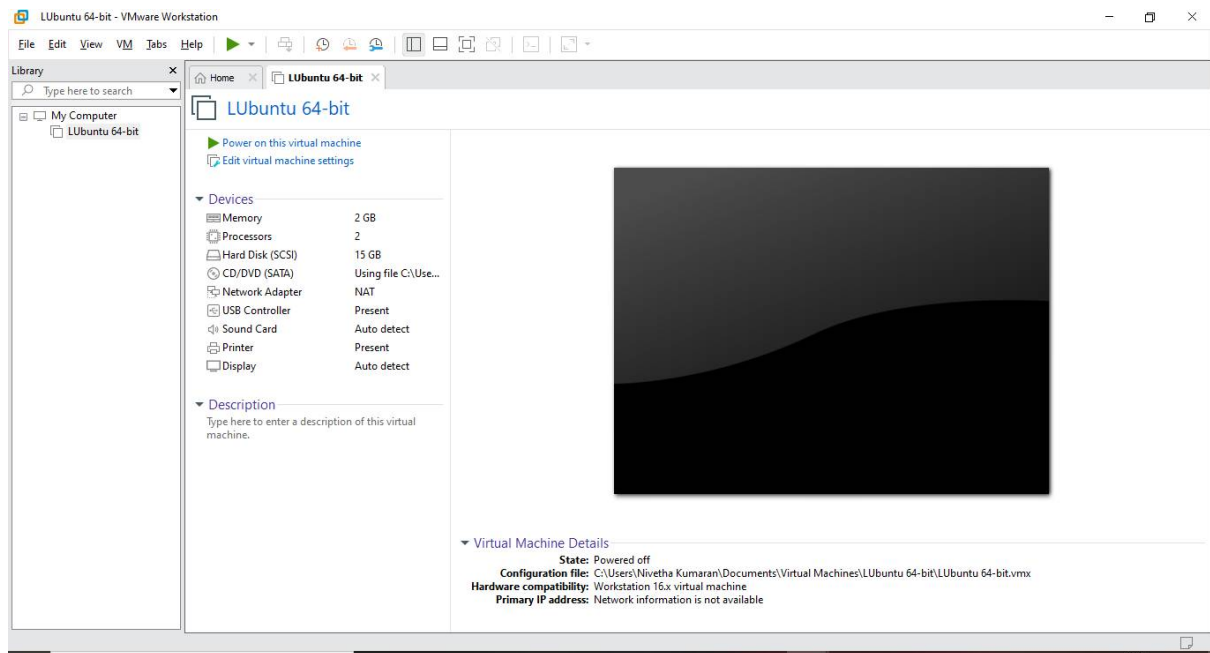 LUbuntu 64-bit - VMware Workstation
File Edit View VM Tabs Help
Library
Type here to search
My Computer
LUbuntu 64-bit
Home
LUbuntu 64-bit
LUbuntu 64-bit
Power on this virtual machine
Edit virtual machine settings
Devices
Memory 2 GB
Processors 2
Hard Disk (SCSI) 15 GB
CD/DVD (SATA) Using file C:\Use...
Network Adapter NAT
USB Controller Present
Sound Card Auto detect
Printer Present
Display Auto detect
Description
Type here to enter a description of this virtual
machine.
Virtual Machine Details
State: Powered off
Configuration file: C:\Users\Nivetha Kumaran\Documents\Virtual Machines\LUbuntu 64-bit\LUbuntu 64-bit.vmx
Hardware compatibility: Workstation 16.x virtual machine
Primary IP address: Network information is not available